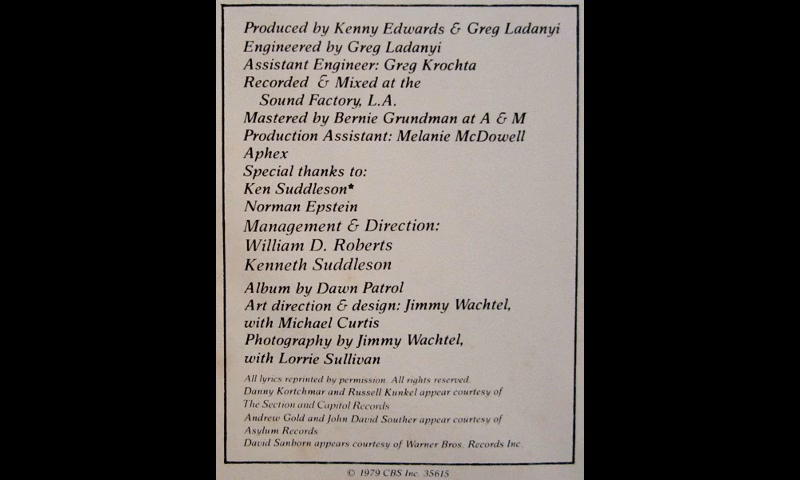 Produced by Kenny Edwards & Greg Ladanyi
Engineered by Greg Ladanyi
Assistant Engineer: Greg Krochta
Recorded & Mixed at the
Sound Factory, L.A.
Mastered by Bernie Grundman at A & M
Production Assistant: Melanie McDowell
Aphex
Special thanks to:
Ken Suddleson*
Norman Epstein
Management & Direction:
William D. Roberts
Kenneth Suddleson
Album by Dawn Patrol
Art direction & design: Jimmy Wachtel,
with Michael Curtis
Photography by Jimmy Wachtel,
with Lorrie Sullivan
All lyrics reprinted by permission. All rights reserved.
Danny Kortchmar and Russell Kunkel appear courtesy of
The Section and Capitol Records
Andrew Gold and John David Souther appear courtesy of
Asylum Records
David Sanborn appears courtesy of Warner Bros. Records Inc.
© 1979 CBS Inc. 35615